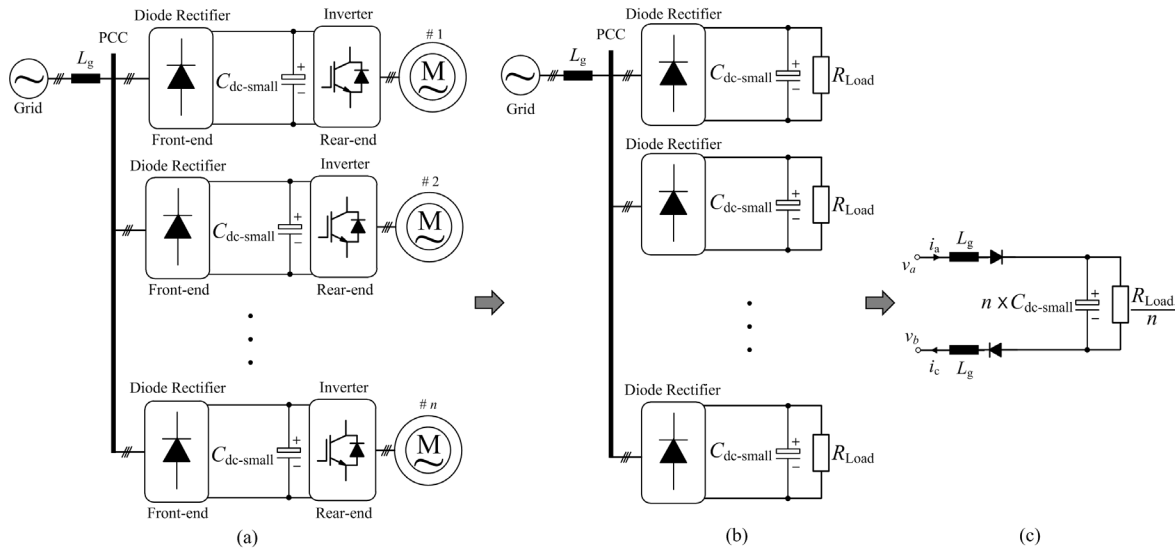 Diode Rectifier
Inverter
# 1
PCC
L_g
C_dc-small
+
−
M
Grid
Front-end
Rear-end
Diode Rectifier
Inverter
# 2
C_dc-small
+
−
M
Front-end
Rear-end
Diode Rectifier
Inverter
# n
C_dc-small
+
−
M
Front-end
Rear-end
(a)
Diode Rectifier
PCC
L_g
C_dc-small
+
−
R_Load
Grid
Diode Rectifier
C_dc-small
+
−
R_Load
Diode Rectifier
C_dc-small
+
−
R_Load
(b)
i_a
L_g
v_a
n × C_dc-small
+
−
R_Load
n
v_b
i_c
L_g
(c)